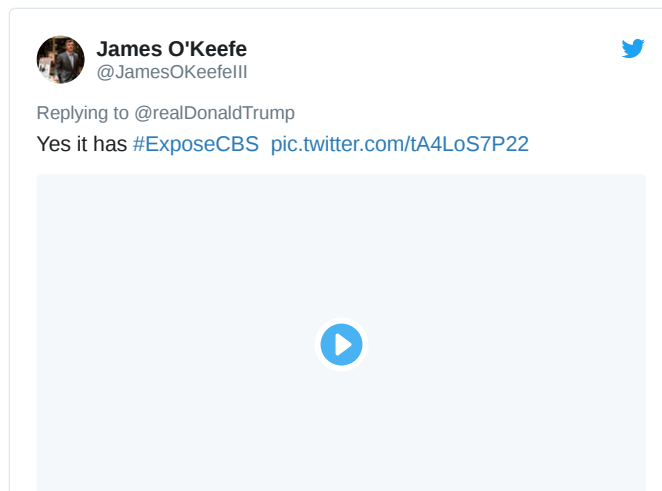 James O'Keefe
@JamesOKeefeIII
Replying to @realDonaldTrump
Yes it has #ExposeCBS pic.twitter.com/tA4LoS7P22